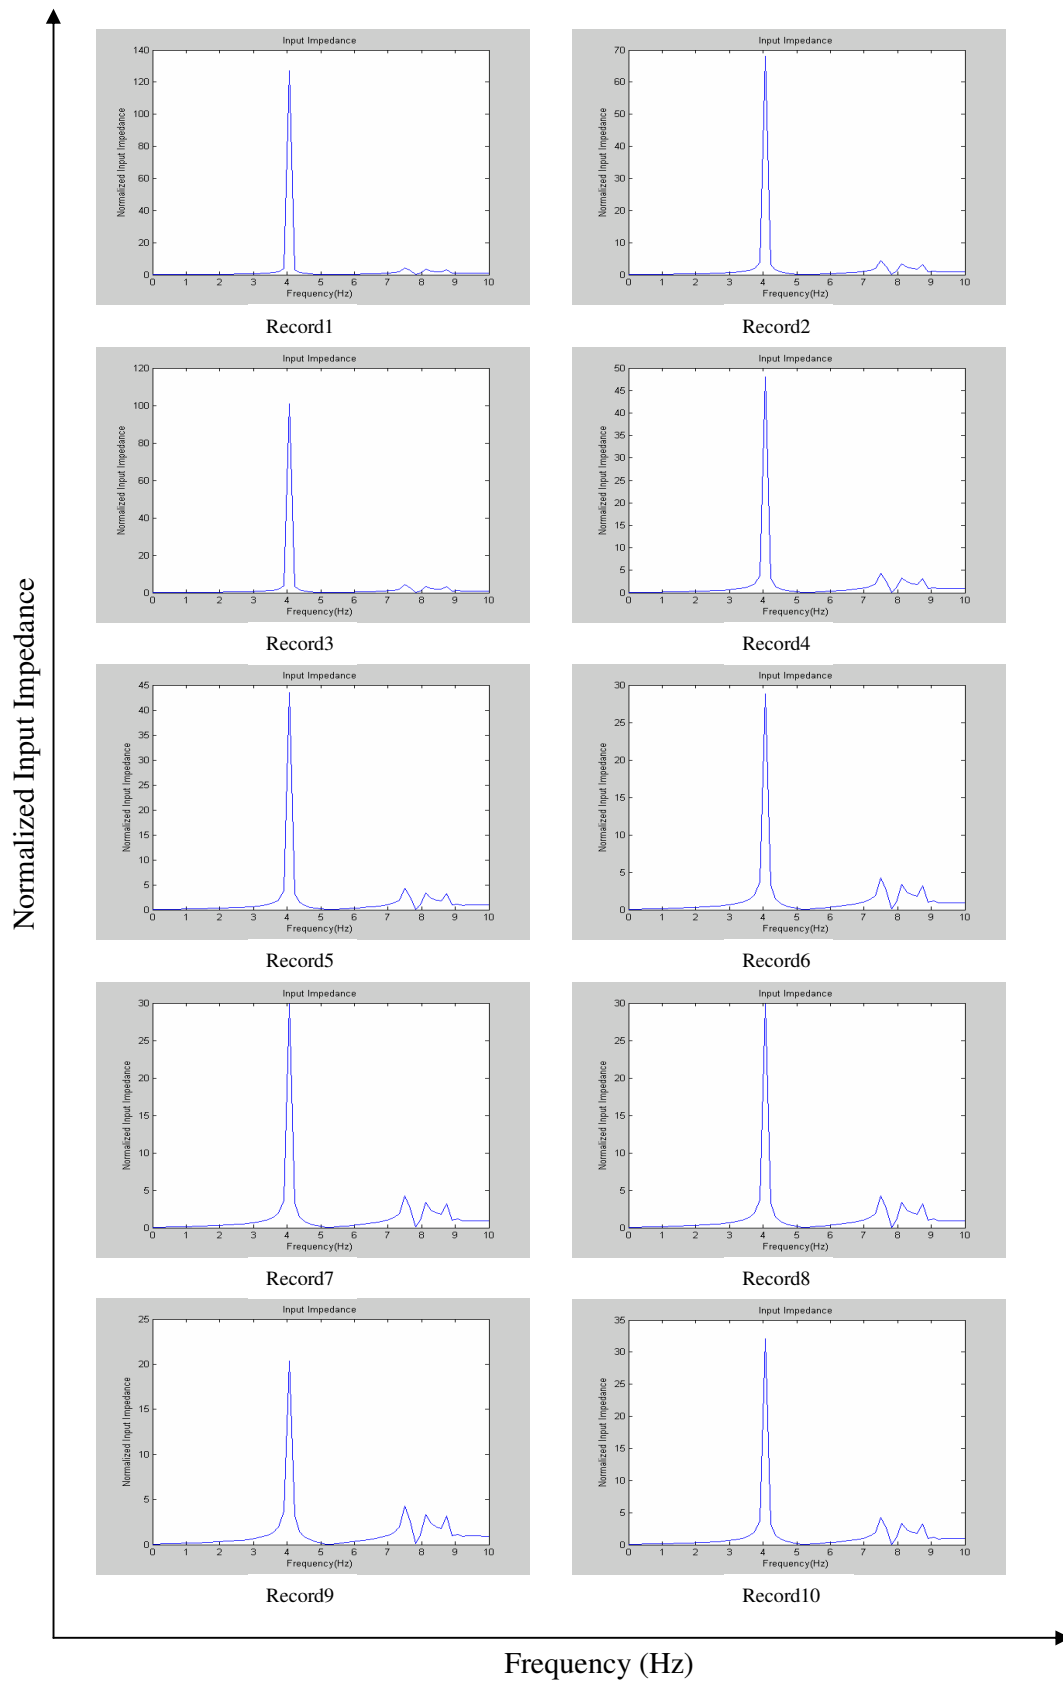 Input Impedance
Normalized Input Impedance
140
120
100
80
60
40
20
0
0 1 2 3 4 5 6 7 8 9 10
Frequency(Hz)
Record1
Input Impedance
Normalized Input Impedance
70
60
50
40
30
20
10
0
0 1 2 3 4 5 6 7 8 9 10
Frequency(Hz)
Record2
Input Impedance
Normalized Input Impedance
120
100
80
60
40
20
0
0 1 2 3 4 5 6 7 8 9 10
Frequency(Hz)
Record3
Input Impedance
Normalized Input Impedance
50
45
40
35
30
25
20
15
10
5
0
0 1 2 3 4 5 6 7 8 9 10
Frequency(Hz)
Record4
Input Impedance
Normalized Input Impedance
45
40
35
30
25
20
15
10
5
0
0 1 2 3 4 5 6 7 8 9 10
Frequency(Hz)
Record5
Input Impedance
Normalized Input Impedance
30
25
20
15
10
5
0
0 1 2 3 4 5 6 7 8 9 10
Frequency(Hz)
Record6
Input Impedance
Normalized Input Impedance
30
25
20
15
10
5
0
0 1 2 3 4 5 6 7 8 9 10
Frequency(Hz)
Record7
Input Impedance
Normalized Input Impedance
30
25
20
15
10
5
0
0 1 2 3 4 5 6 7 8 9 10
Frequency(Hz)
Record8
Input Impedance
Normalized Input Impedance
25
20
15
10
5
0
0 1 2 3 4 5 6 7 8 9 10
Frequency(Hz)
Record9
Input Impedance
Normalized Input Impedance
35
30
25
20
15
10
5
0
0 1 2 3 4 5 6 7 8 9 10
Frequency(Hz)
Record10
Normalized Input Impedance
Frequency (Hz)